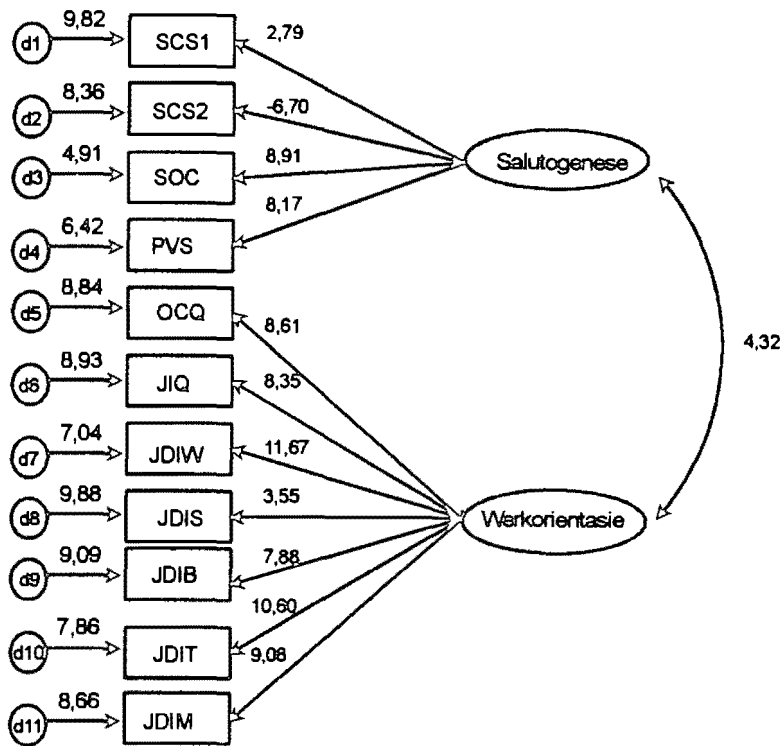 9,82
d1
SCS1
2,79
8,36
d2
SCS2
-6,70
4,91
d3
SOC
8,91
Salutogenese
6,42
d4
PVS
8,17
8,84
d5
OCQ
8,61
4,32
8,93
d6
JIQ
8,35
7,04
d7
JDIW
11,67
9,88
d8
JDIS
3,55
Werkorientasie
9,09
d9
JDIB
7,88
7,86
d10
JDIT
10,60
8,66
d11
JDIM
9,08